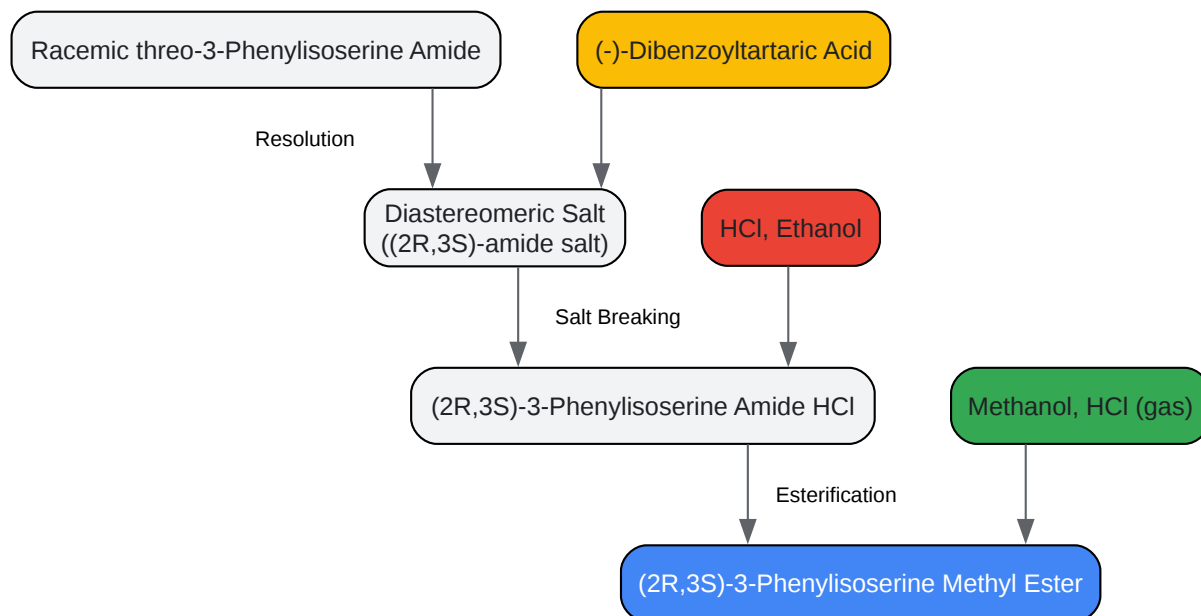 Racemic threo-3-Phenylisoserine Amide
(-)-Dibenzoyltartaric Acid
Resolution
Diastereomeric Salt
((2R,3S)-amide salt)
HCl, Ethanol
Salt Breaking
(2R,3S)-3-Phenylisoserine Amide HCl
Methanol, HCl (gas)
Esterification
(2R,3S)-3-Phenylisoserine Methyl Ester